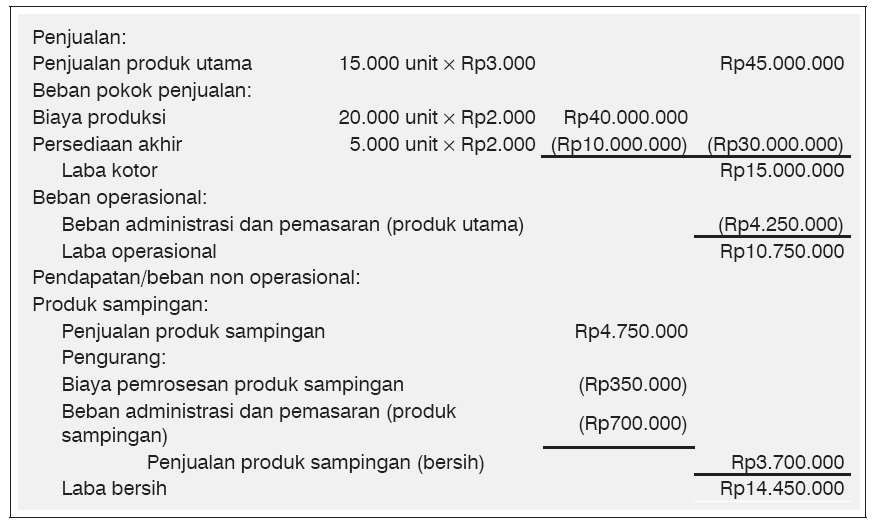 Penjualan:
Penjualan produk utama 15.000 unit × Rp3.000 Rp45.000.000
Beban pokok penjualan:
Biaya produksi 20.000 unit × Rp2.000 Rp40.000.000
Persediaan akhir 5.000 unit × Rp2.000 (Rp10.000.000) (Rp30.000.000)
Laba kotor Rp15.000.000
Beban operasional:
Beban administrasi dan pemasaran (produk utama) (Rp4.250.000)
Laba operasional Rp10.750.000
Pendapatan/beban non operasional:
Produk sampingan:
Penjualan produk sampingan Rp4.750.000
Pengurang:
Biaya pemrosesan produk sampingan (Rp350.000)
Beban administrasi dan pemasaran (produk
sampingan) (Rp700.000)
Penjualan produk sampingan (bersih) Rp3.700.000
Laba bersih Rp14.450.000